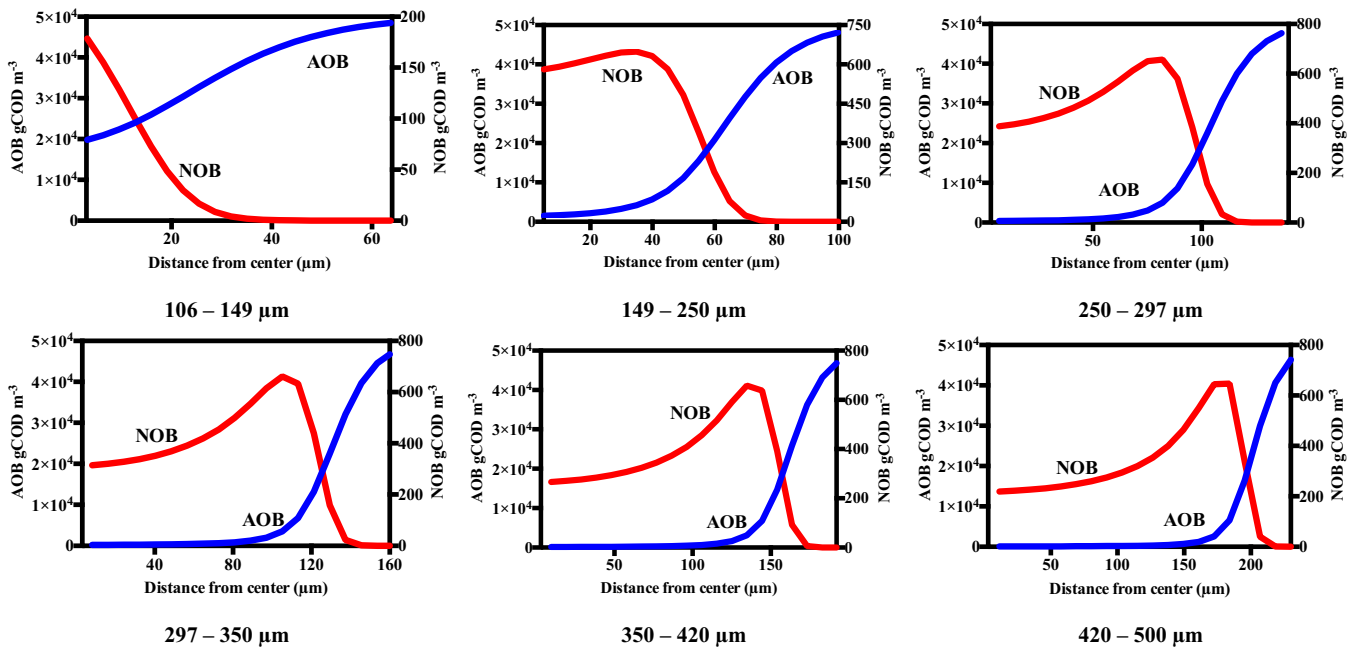 5×10⁴
4×10⁴
3×10⁴
2×10⁴
1×10⁴
0
AOB gCOD m⁻³
200
150
100
50
0
NOB gCOD m⁻³
AOB
NOB
20 40 60
Distance from center (µm)
106 – 149 µm
5×10⁴
4×10⁴
3×10⁴
2×10⁴
1×10⁴
0
AOB gCOD m⁻³
750
600
450
300
150
0
NOB gCOD m⁻³
NOB
AOB
20 40 60 80 100
Distance from center (µm)
149 – 250 µm
5×10⁴
4×10⁴
3×10⁴
2×10⁴
1×10⁴
0
AOB gCOD m⁻³
800
600
400
200
0
NOB gCOD m⁻³
NOB
AOB
50 100
Distance from center (µm)
250 – 297 µm
5×10⁴
4×10⁴
3×10⁴
2×10⁴
1×10⁴
0
AOB gCOD m⁻³
800
600
400
200
0
NOB gCOD m⁻³
NOB
AOB
40 80 120 160
Distance from center (µm)
297 – 350 µm
5×10⁴
4×10⁴
3×10⁴
2×10⁴
1×10⁴
0
AOB gCOD m⁻³
800
600
400
200
0
NOB gCOD m⁻³
NOB
AOB
50 100 150
Distance from center (µm)
350 – 420 µm
5×10⁴
4×10⁴
3×10⁴
2×10⁴
1×10⁴
0
AOB gCOD m⁻³
800
600
400
200
0
NOB gCOD m⁻³
NOB
AOB
50 100 150 200
Distance from center (µm)
420 – 500 µm